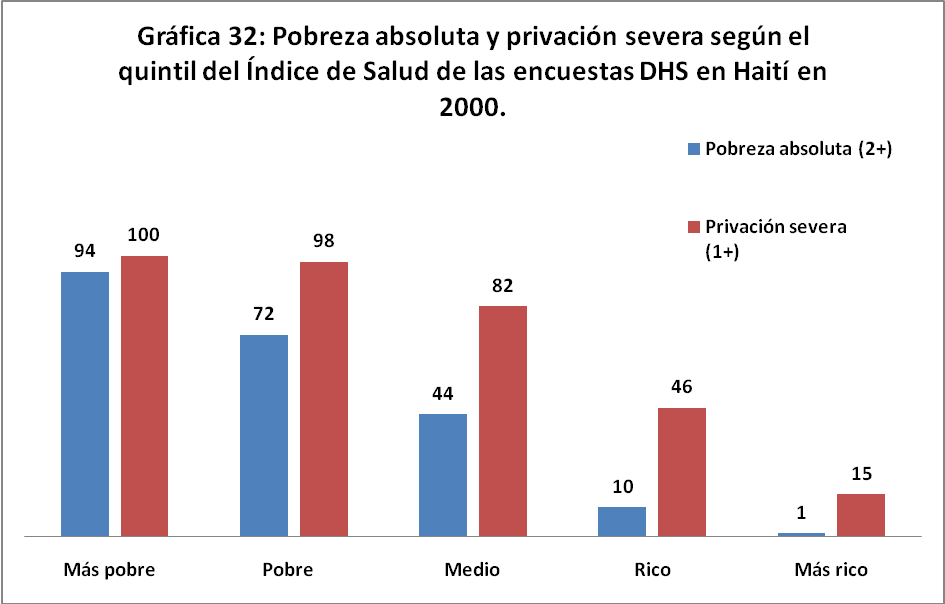 Gráfica 32: Pobreza absoluta y privación severa según el
quintil del Índice de Salud de las encuestas DHS en Haití en
2000.
Pobreza absoluta (2+)
Privación severa
(1+)
94
100
72
98
44
82
10
46
1
15
Más pobre
Pobre
Medio
Rico
Más rico